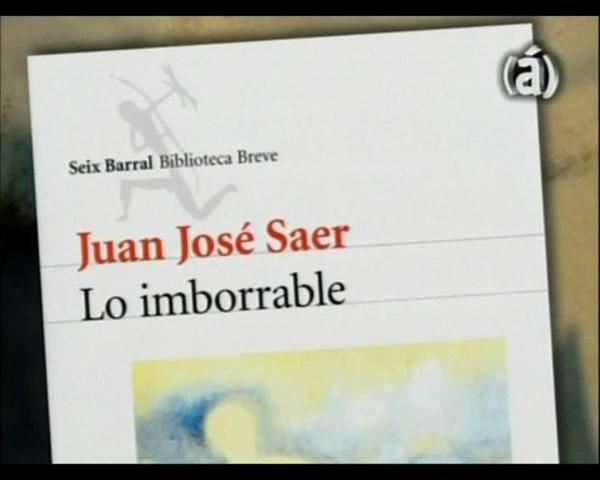 (á)
Seix Barral Biblioteca Breve
Juan José Saer
Lo imborrable